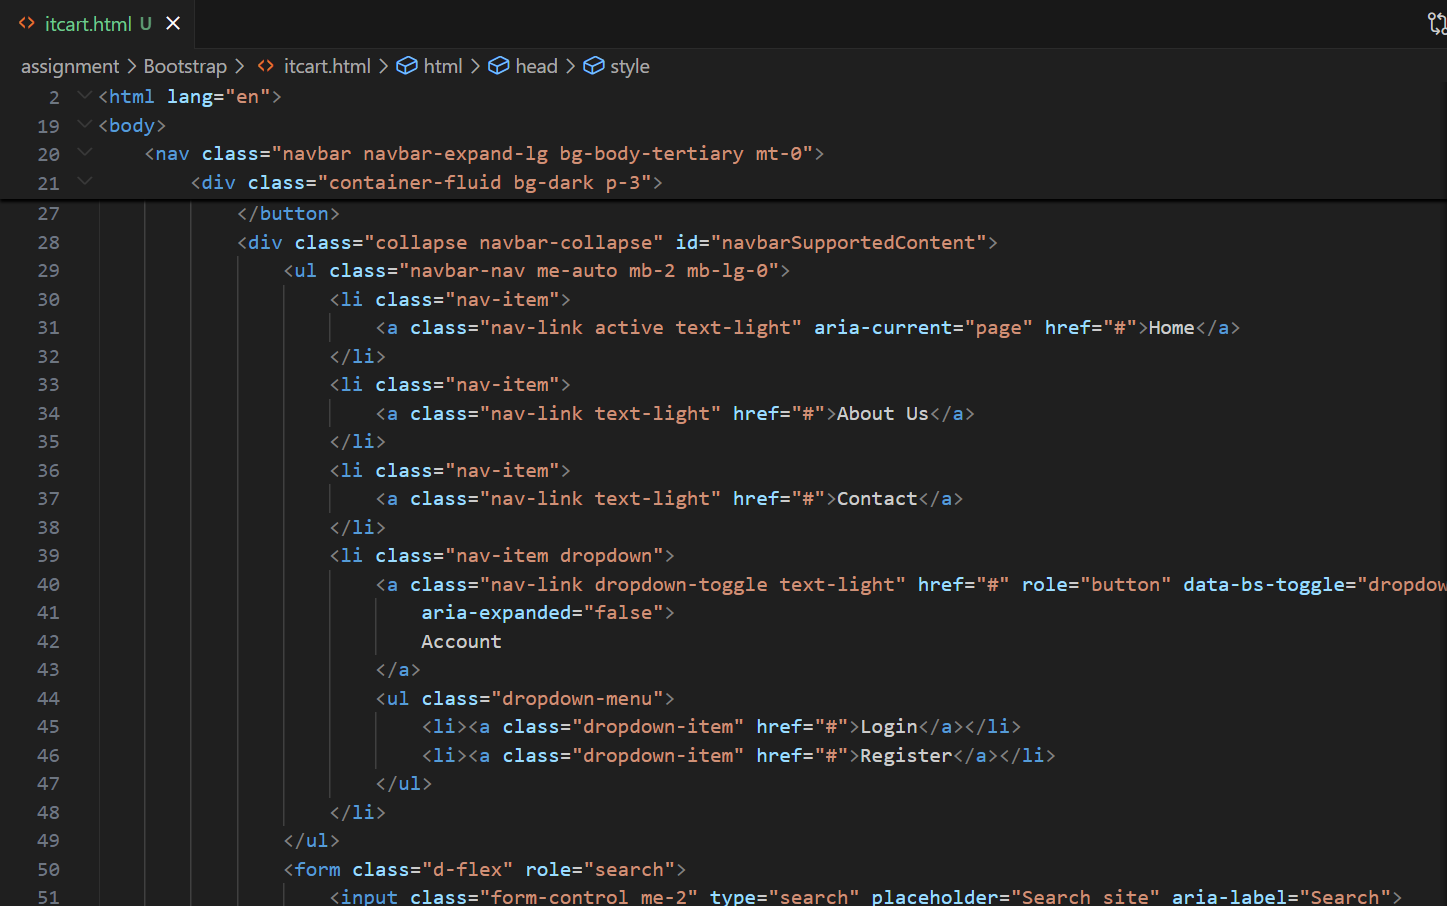 itcart.html U
assignment > Bootstrap > itcart.html > html > head > style
2 <html lang="en">
19 <body>
20 <nav class="navbar navbar-expand-lg bg-body-tertiary mt-0">
21 <div class="container-fluid bg-dark p-3">
27 </button>
28 <div class="collapse navbar-collapse" id="navbarSupportedContent">
29 <ul class="navbar-nav me-auto mb-2 mb-lg-0">
30 <li class="nav-item">
31 <a class="nav-link active text-light" aria-current="page" href="#">Home</a>
32 </li>
33 <li class="nav-item">
34 <a class="nav-link text-light" href="#">About Us</a>
35 </li>
36 <li class="nav-item">
37 <a class="nav-link text-light" href="#">Contact</a>
38 </li>
39 <li class="nav-item dropdown">
40 <a class="nav-link dropdown-toggle text-light" href="#" role="button" data-bs-toggle="dropdow
41 aria-expanded="false">
42 Account
43 </a>
44 <ul class="dropdown-menu">
45 <li><a class="dropdown-item" href="#">Login</a></li>
46 <li><a class="dropdown-item" href="#">Register</a></li>
47 </ul>
48 </li>
49 </ul>
50 <form class="d-flex" role="search">
51 <input class="form-control me-2" type="search" placeholder="Search site" aria-label="Search">